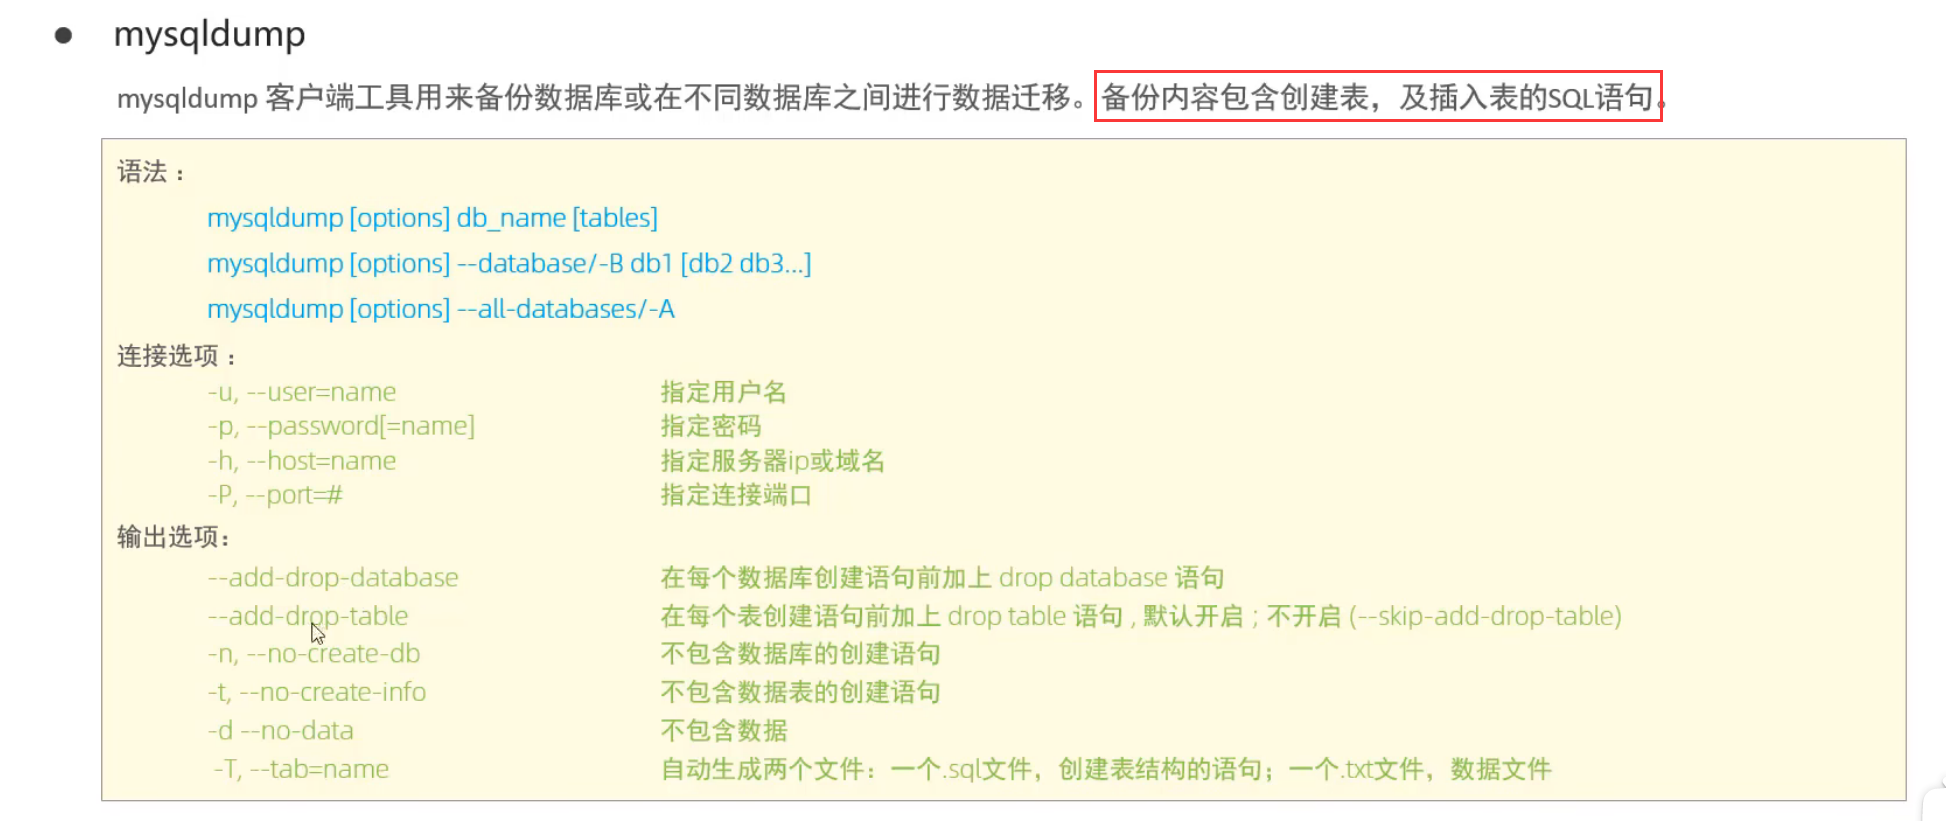 ● mysqldump
mysqldump 客户端工具用来备份数据库或在不同数据库之间进行数据迁移。备份内容包含创建表，及插入表的SQL语句。
语法：
mysqldump [options] db_name [tables]
mysqldump [options] --database/-B db1 [db2 db3...]
mysqldump [options] --all-databases/-A
连接选项：
-u, --user=name 指定用户名
-p, --password[=name] 指定密码
-h, --host=name 指定服务器ip或域名
-P, --port=# 指定连接端口
输出选项：
--add-drop-database 在每个数据库创建语句前加上 drop database 语句
--add-drop-table 在每个表创建语句前加上 drop table 语句 , 默认开启 ; 不开启 (--skip-add-drop-table)
-n, --no-create-db 不包含数据库的创建语句
-t, --no-create-info 不包含数据表的创建语句
-d --no-data 不包含数据
-T, --tab=name 自动生成两个文件：一个.sql文件，创建表结构的语句；一个.txt文件，数据文件